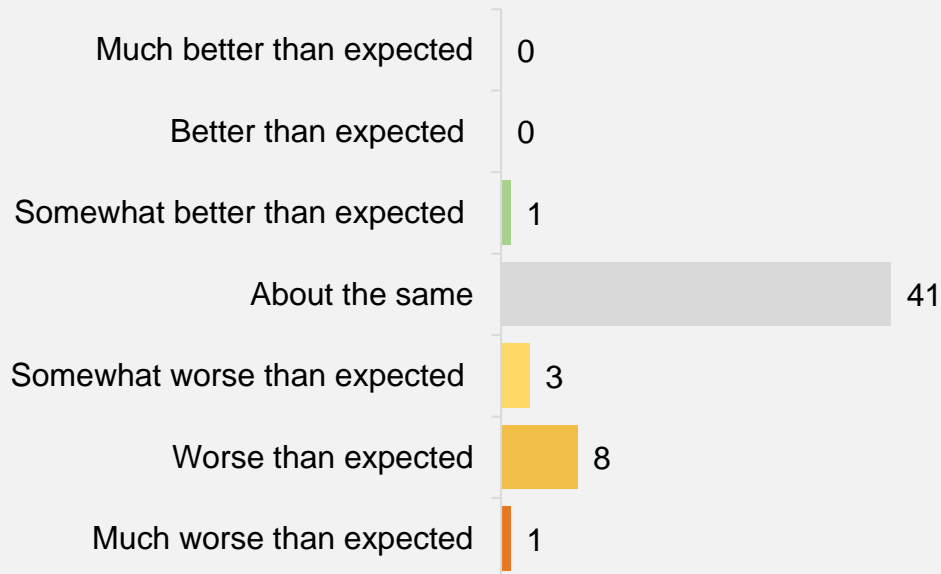 Much better than expected 0
Better than expected 0
Somewhat better than expected 1
About the same 41
Somewhat worse than expected 3
Worse than expected 8
Much worse than expected 1